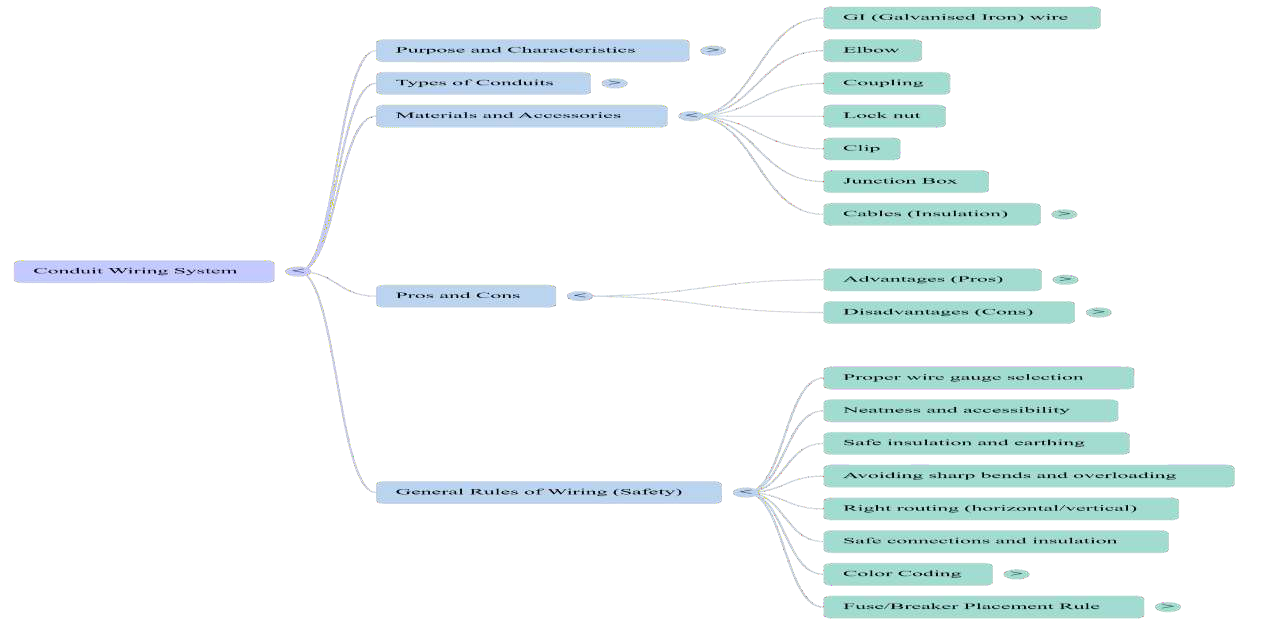 Conduit Wiring System <
Purpose and Characteristics >
Types of Conduits >
Materials and Accessories <
GI (Galvanised Iron) wire
Elbow
Coupling
Lock nut
Clip
Junction Box
Cables (Insulation) >
Pros and Cons <
Advantages (Pros) >
Disadvantages (Cons) >
General Rules of Wiring (Safety) <
Proper wire gauge selection
Neatness and accessibility
Safe insulation and earthing
Avoiding sharp bends and overloading
Right routing (horizontal/vertical)
Safe connections and insulation
Color Coding >
Fuse/Breaker Placement Rule >